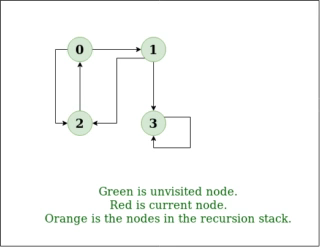 0 1
2 3
Green is unvisited node.
Red is current node.
Orange is the nodes in the recursion stack.